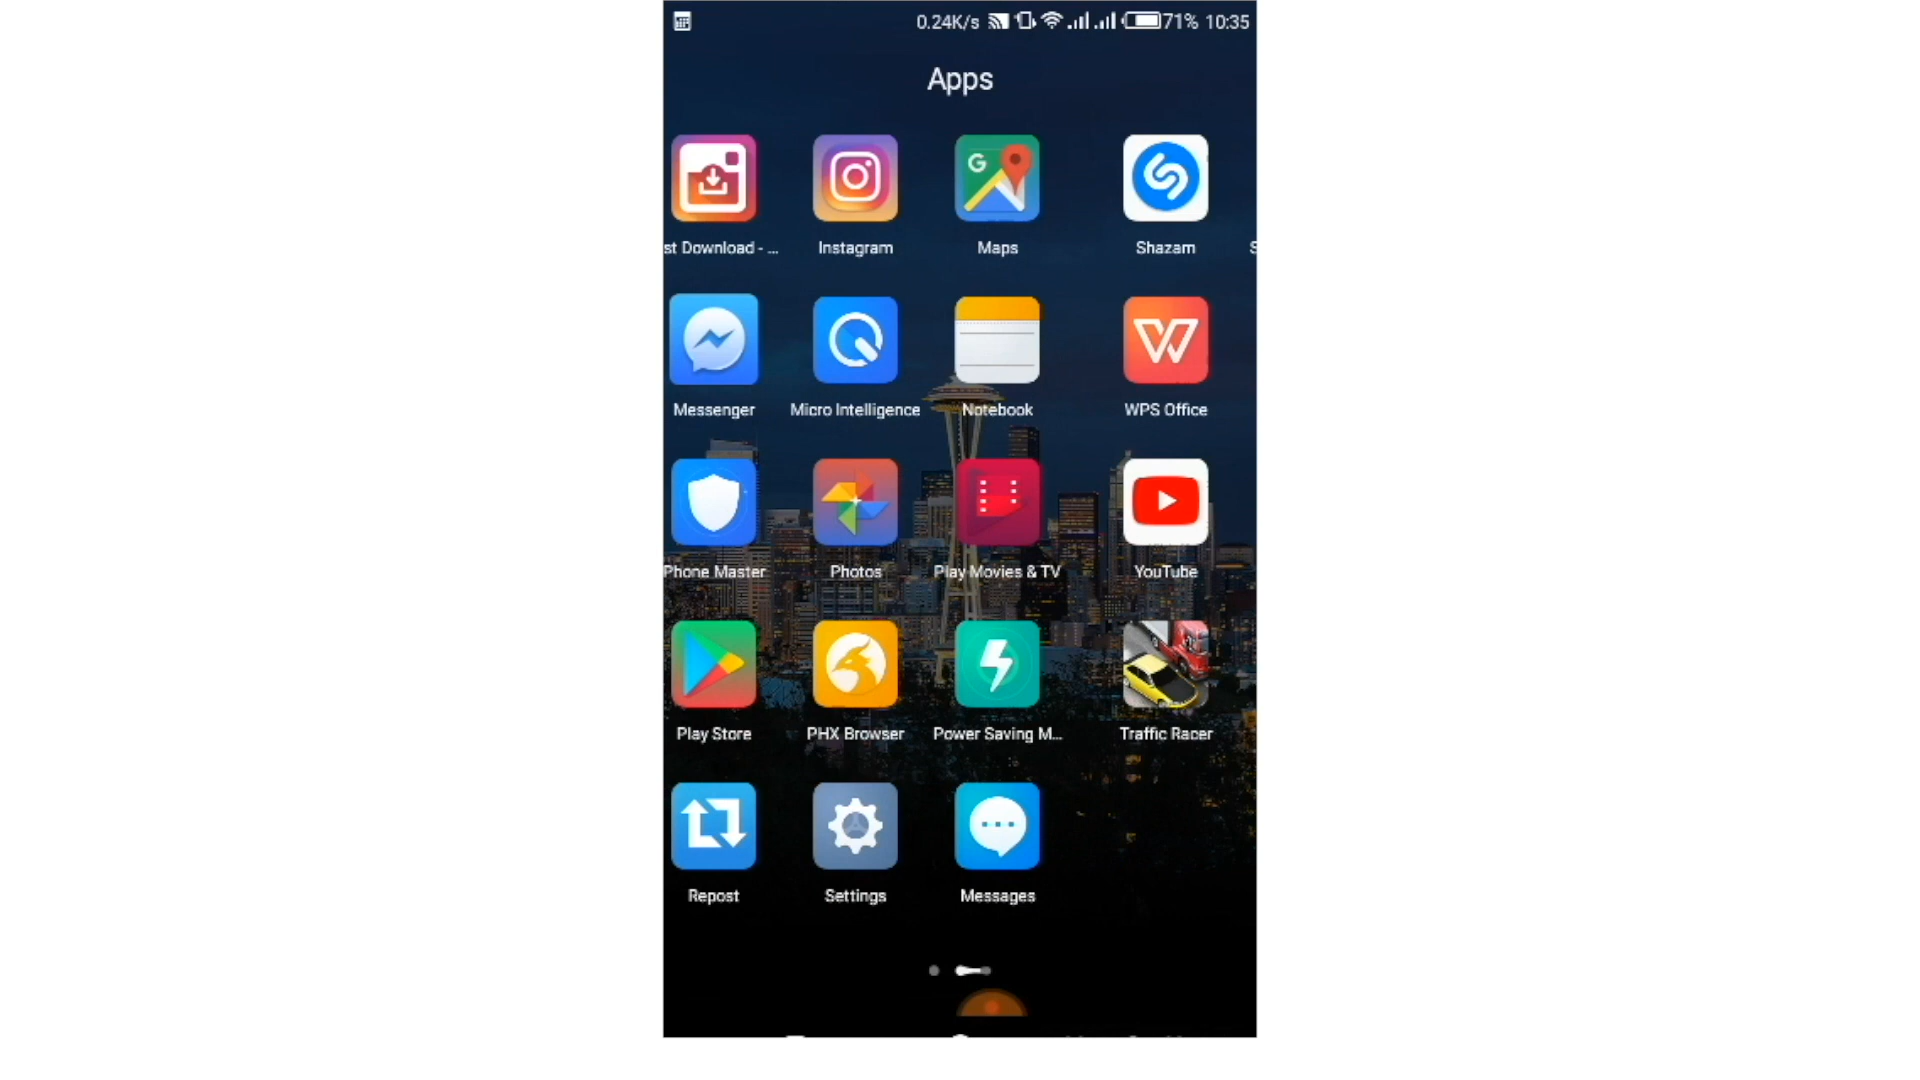 0.24K/s 71% 10:35
Apps
st Download - ...
Instagram
Maps
Shazam
S
Messenger
Micro Intelligence
Notebook
WPS Office
Phone Master
Photos
Play Movies & TV
YouTube
Play Store
PHX Browser
Power Saving M...
Traffic Racer
Repost
Settings
Messages